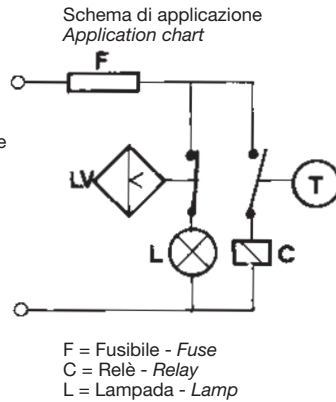 Schema di applicazione
Application chart
F
e
LV
T
L
C
F = Fusibile - Fuse
C = Relè - Relay
L = Lampada - Lamp